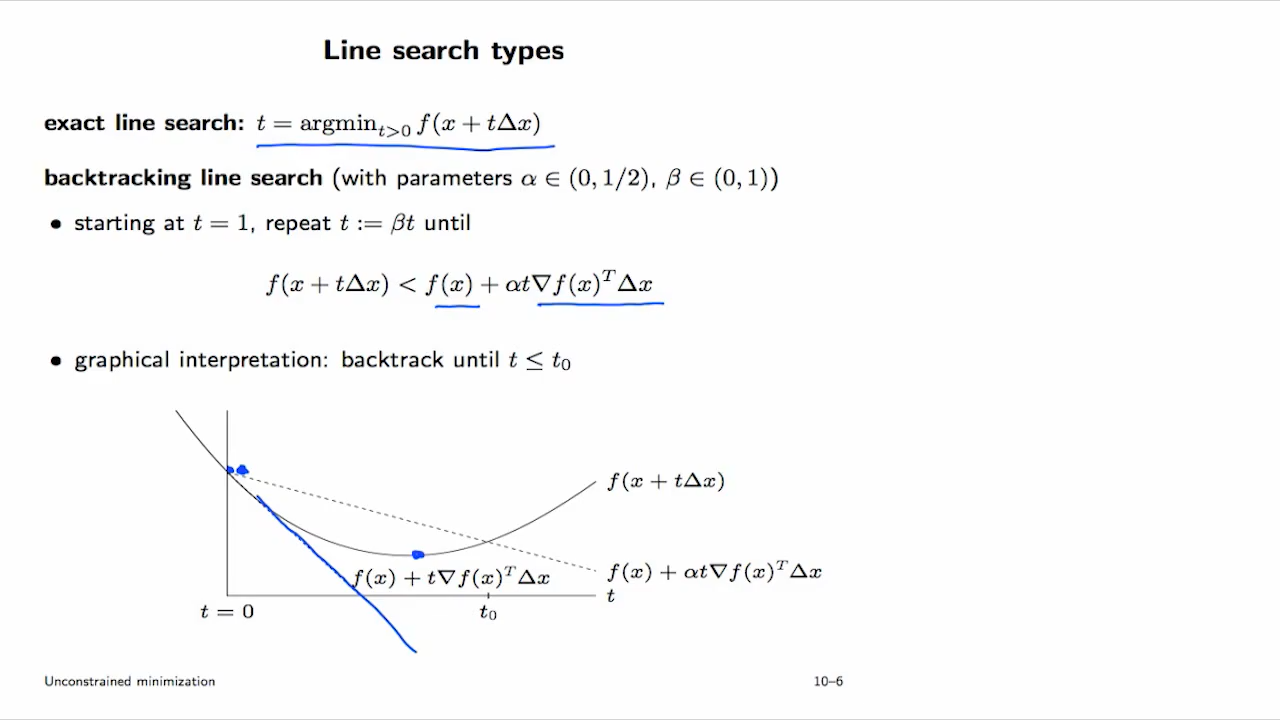 Line search types
exact line search: t = argmin_{t>0} f(x + tΔx)
backtracking line search (with parameters α ∈ (0, 1/2), β ∈ (0, 1))
• starting at t = 1, repeat t := βt until
f(x + tΔx) < f(x) + αt∇f(x)^T Δx
• graphical interpretation: backtrack until t ≤ t₀
f(x + tΔx)
f(x) + t∇f(x)^T Δx
f(x) + αt∇f(x)^T Δx
t
t = 0
t₀
Unconstrained minimization
10–6